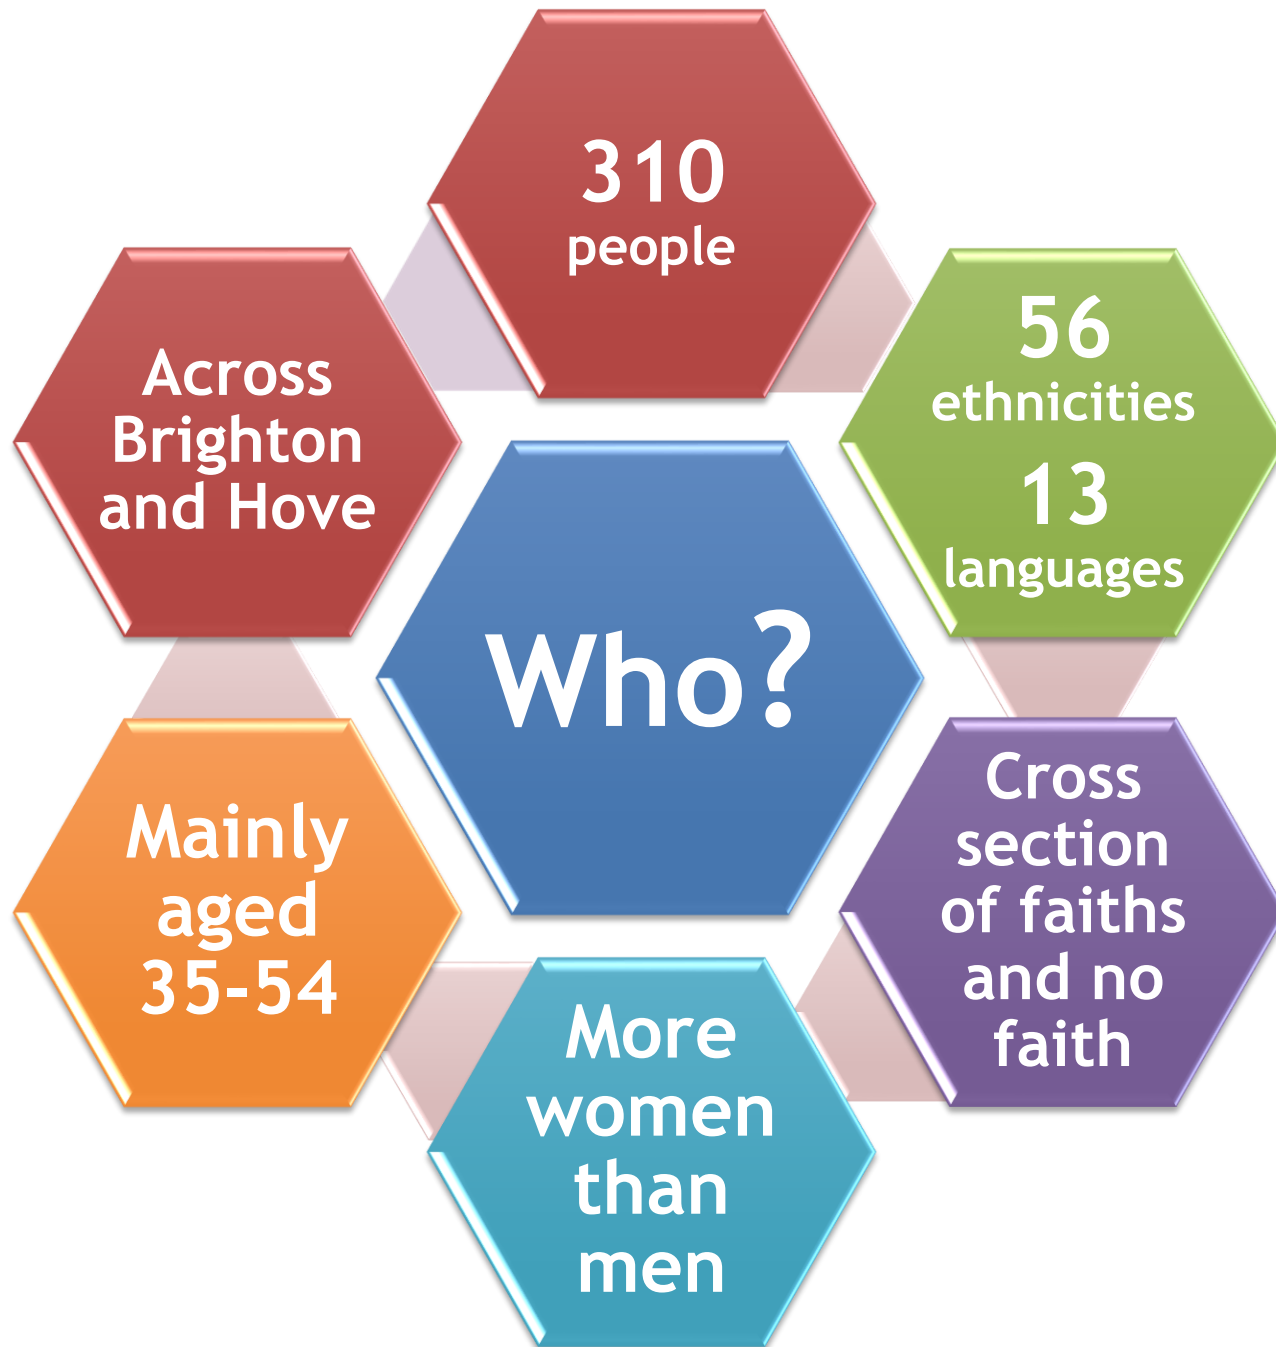 310
people
56
ethnicities
13
languages
Cross
section
of faiths
and no
faith
More
women
than
men
Mainly
aged
35-54
Across
Brighton
and Hove
Who?